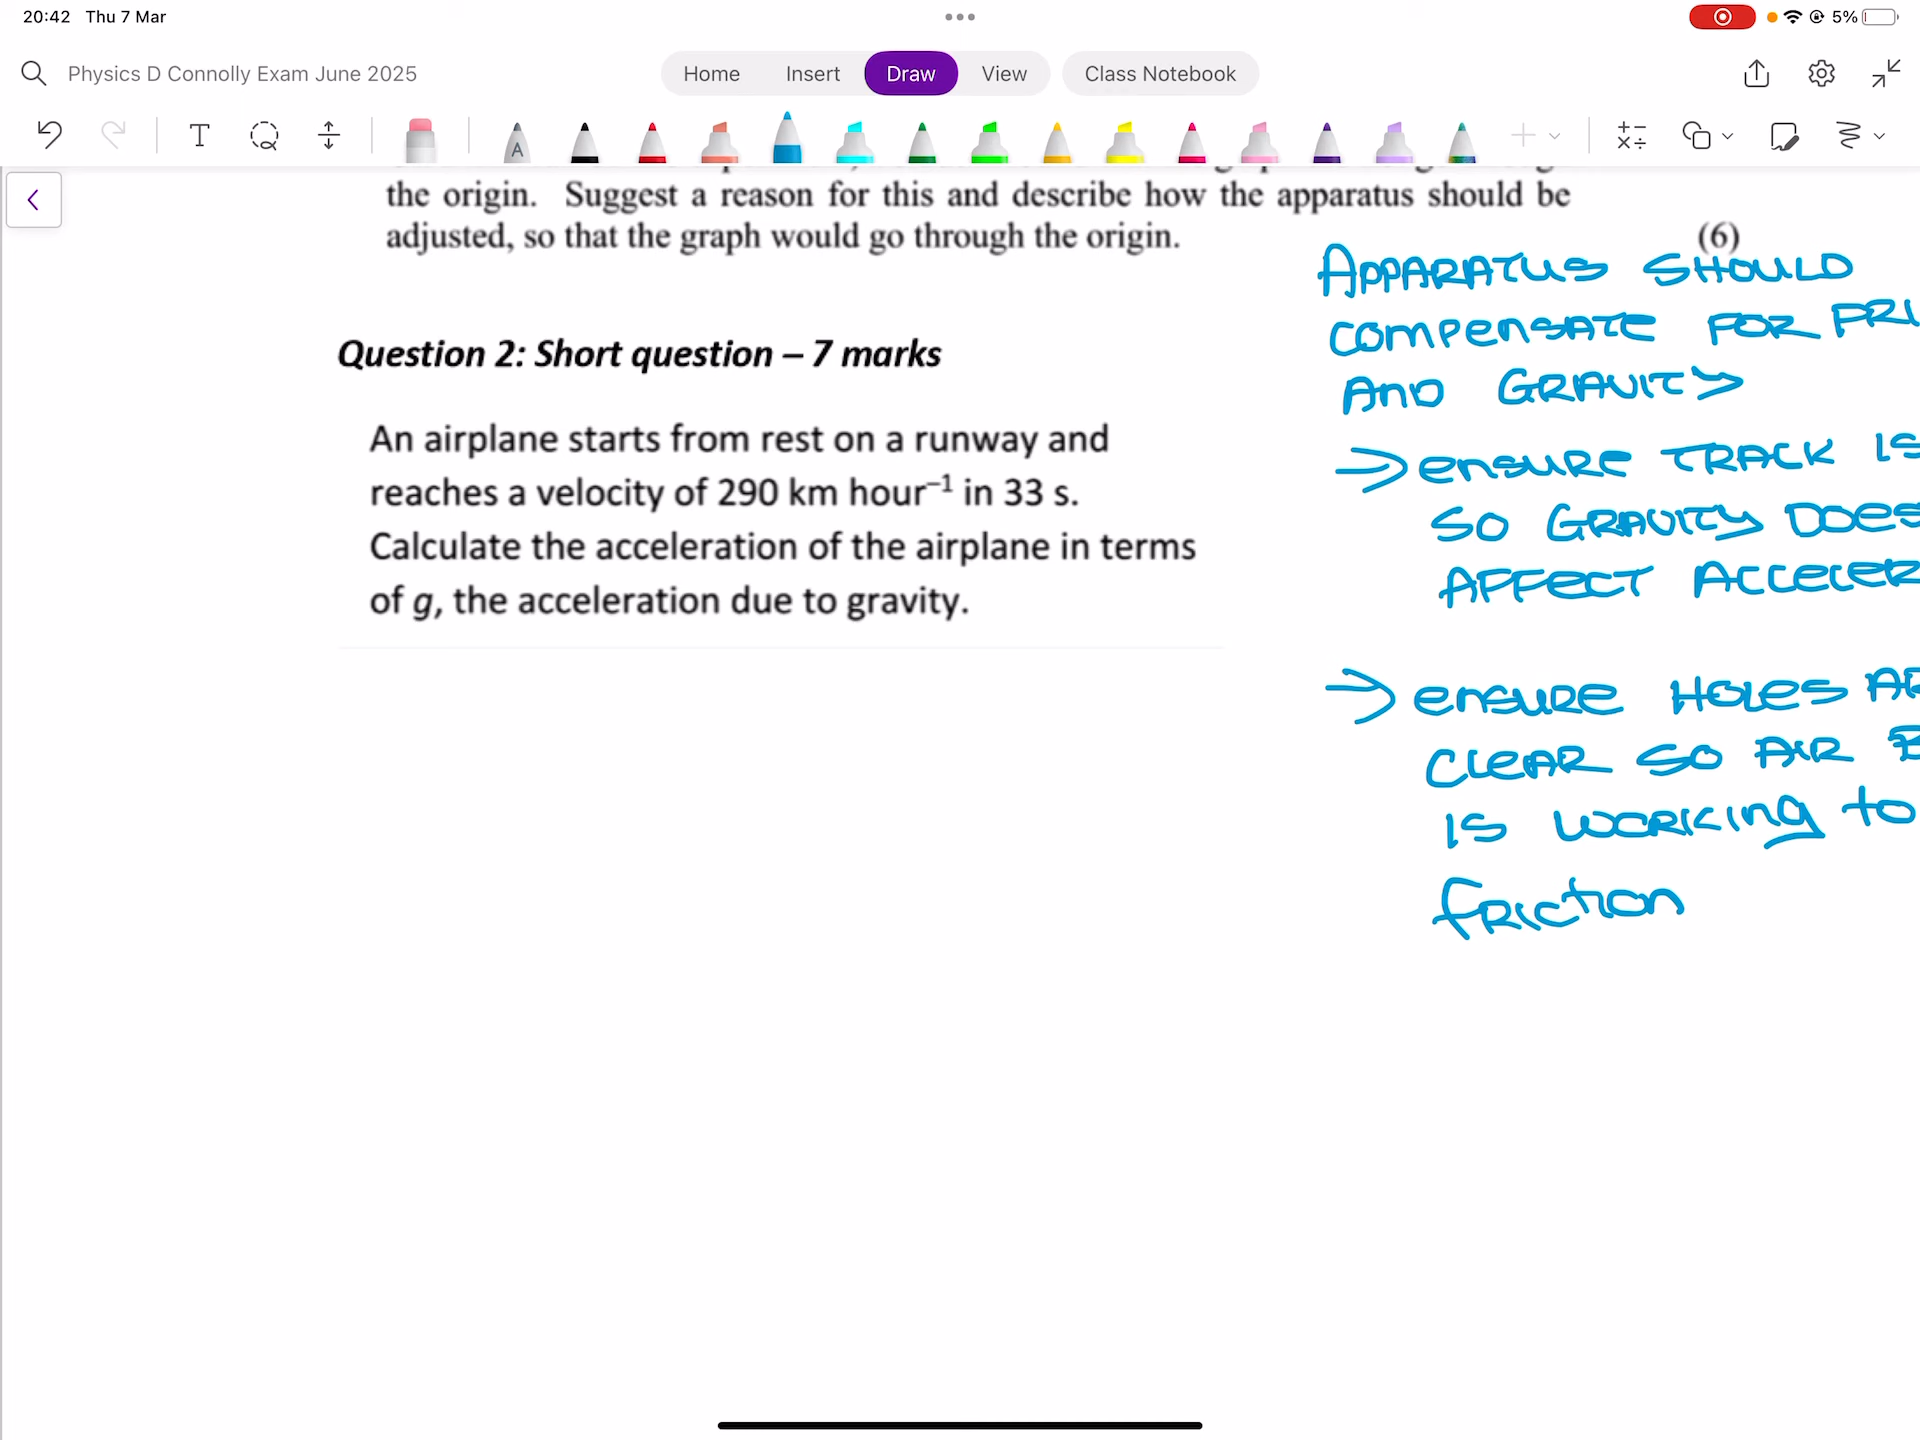 20:42 Thu 7 Mar
5%
Physics D Connolly Exam June 2025
Home Insert Draw View Class Notebook
T
A
the origin. Suggest a reason for this and describe how the apparatus should be
adjusted, so that the graph would go through the origin.
(6)
APPARATUS SHOULD
COMPENSATE FOR FRI
AND GRAVITY
Question 2: Short question – 7 marks
An airplane starts from rest on a runway and
reaches a velocity of 290 km hour⁻¹ in 33 s.
Calculate the acceleration of the airplane in terms
of g, the acceleration due to gravity.
→ ENSURE TRACK IS
SO GRAVITY DOES
AFFECT ACCELER
→ ENSURE HOLES AR
CLEAR SO AIR B
IS WORKING to
FRICTION